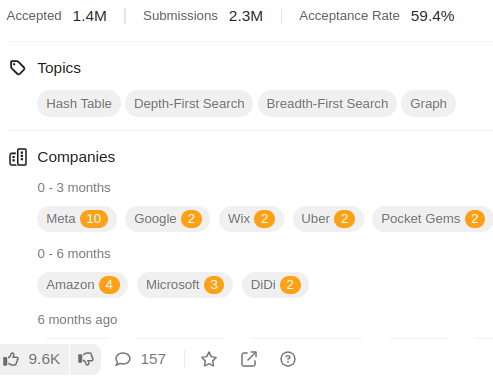 Accepted 1.4M Submissions 2.3M Acceptance Rate 59.4%
Topics
Hash Table Depth-First Search Breadth-First Search Graph
Companies
0 - 3 months
Meta 10 Google 2 Wix 2 Uber 2 Pocket Gems 2
0 - 6 months
Amazon 4 Microsoft 3 DiDi 2
6 months ago
9.6K 157